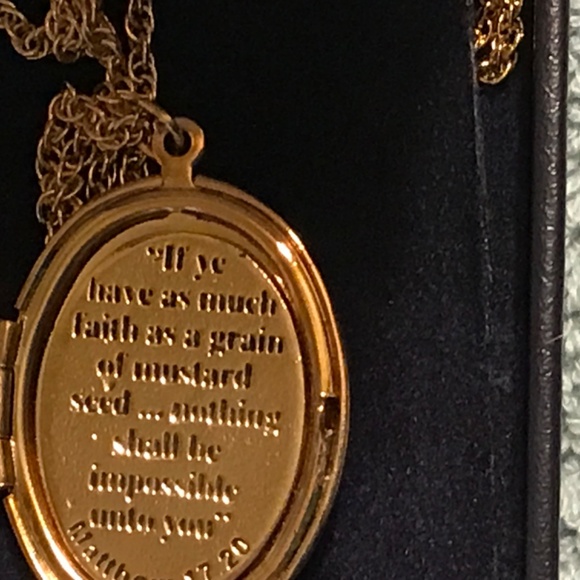 "If ye
have as much
faith as a grain
of mustard
seed ... nothing
shall be
impossible
unto you"
Matthew 17 20